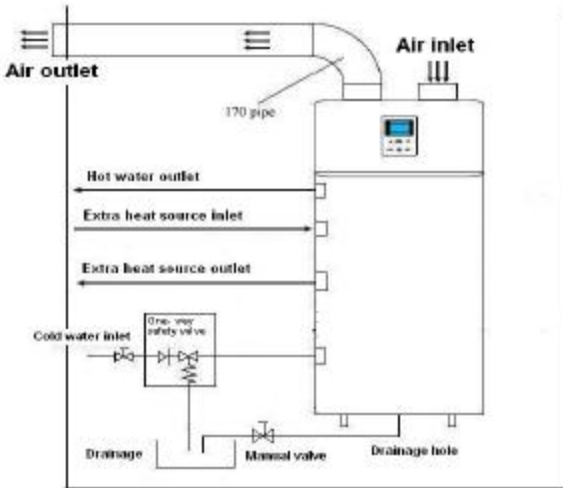 Air outlet
Air inlet
170 pipe
Hot water outlet
Extra heat source inlet
Extra heat source outlet
One- way
safety valve
Cold water inlet
Drainage
Manual valve
Drainage hole